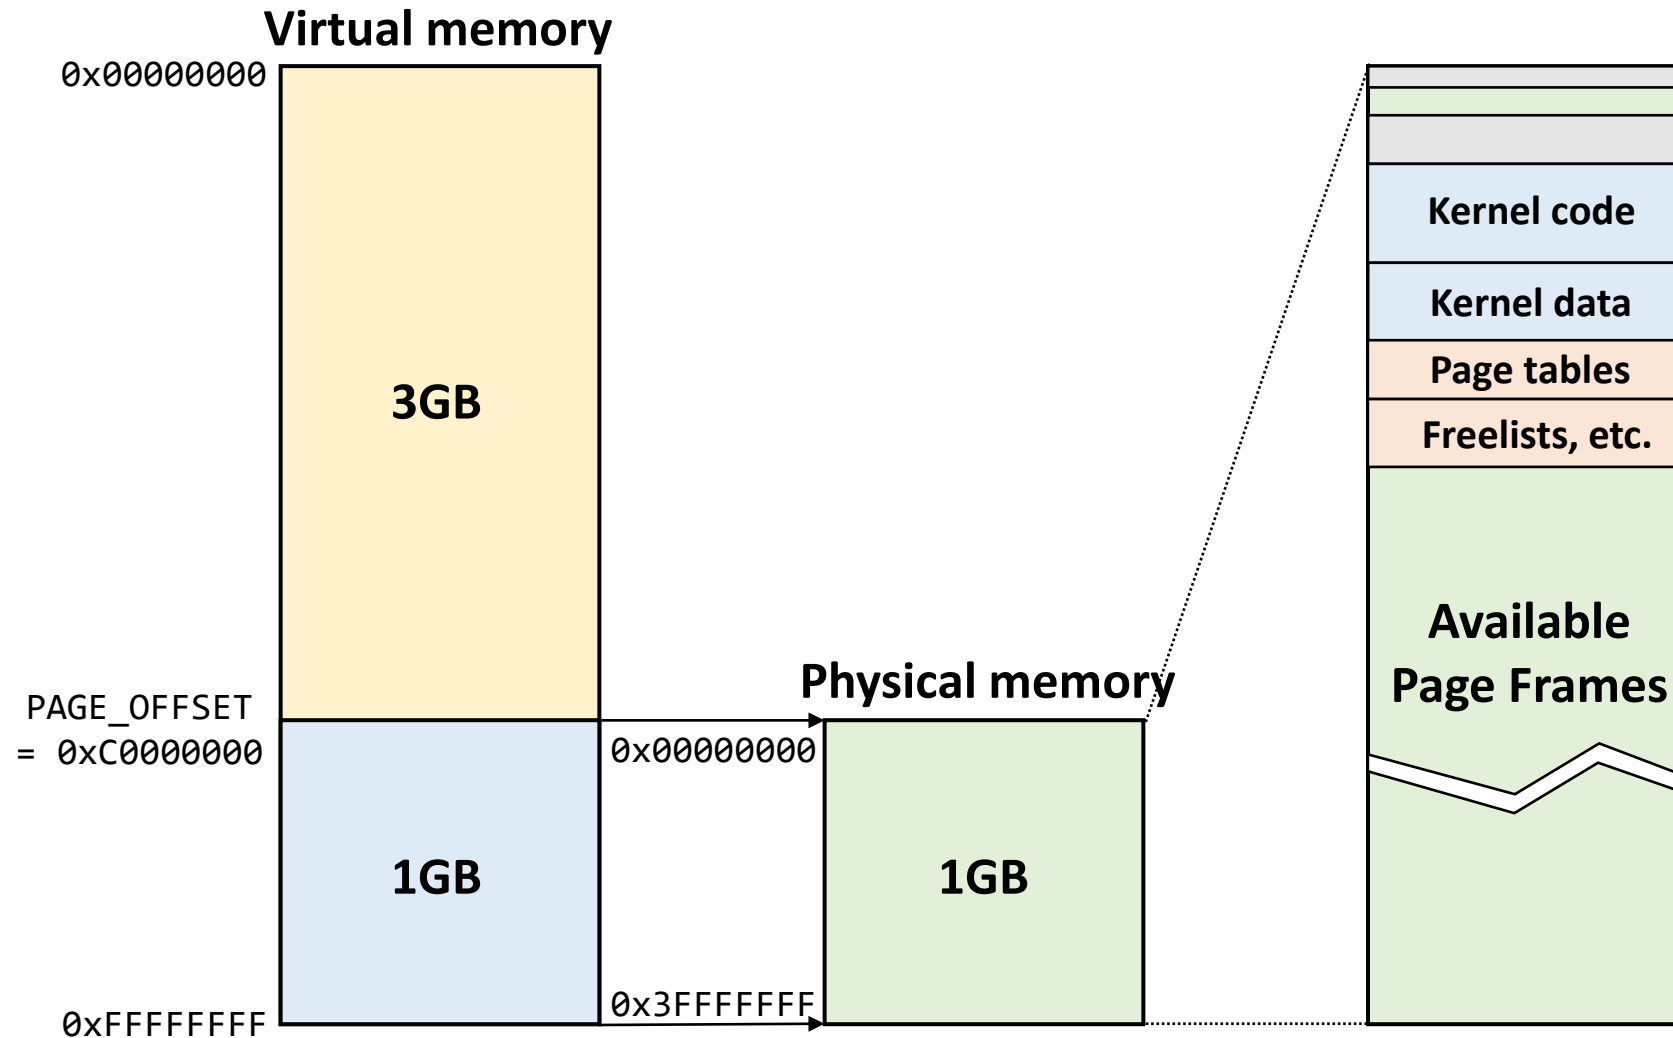 Virtual memory
0x00000000
3GB
PAGE_OFFSET
= 0xC0000000
1GB
0xFFFFFFFF
Physical memory
0x00000000
1GB
0x3FFFFFFF
Kernel code
Kernel data
Page tables
Freelists, etc.
Available
Page Frames